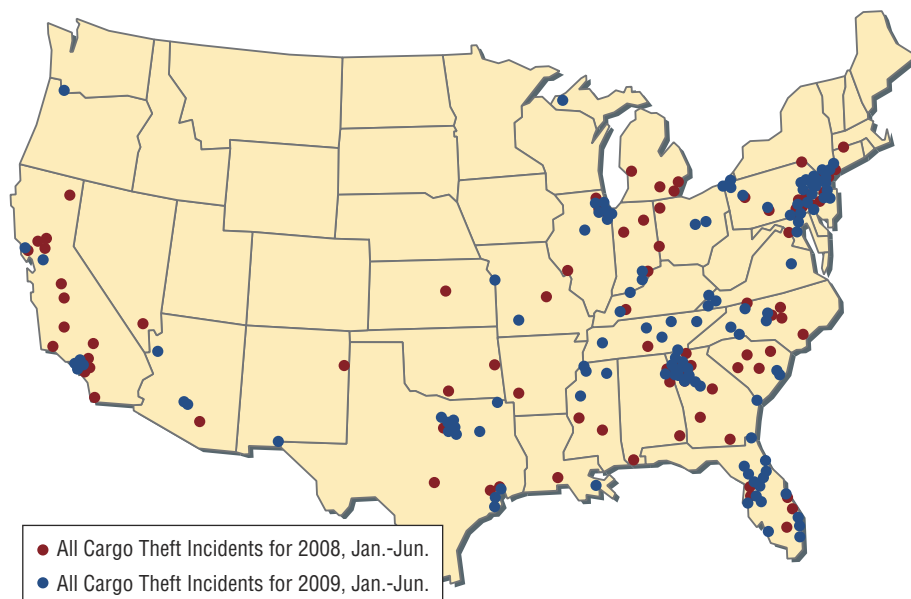 All Cargo Theft Incidents for 2008, Jan.-Jun.
All Cargo Theft Incidents for 2009, Jan.-Jun.